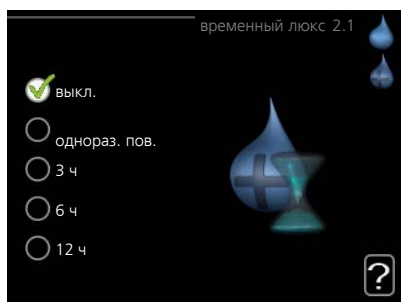 временный люкс 2.1
выкл.
однораз. пов.
3 ч
6 ч
12 ч
?